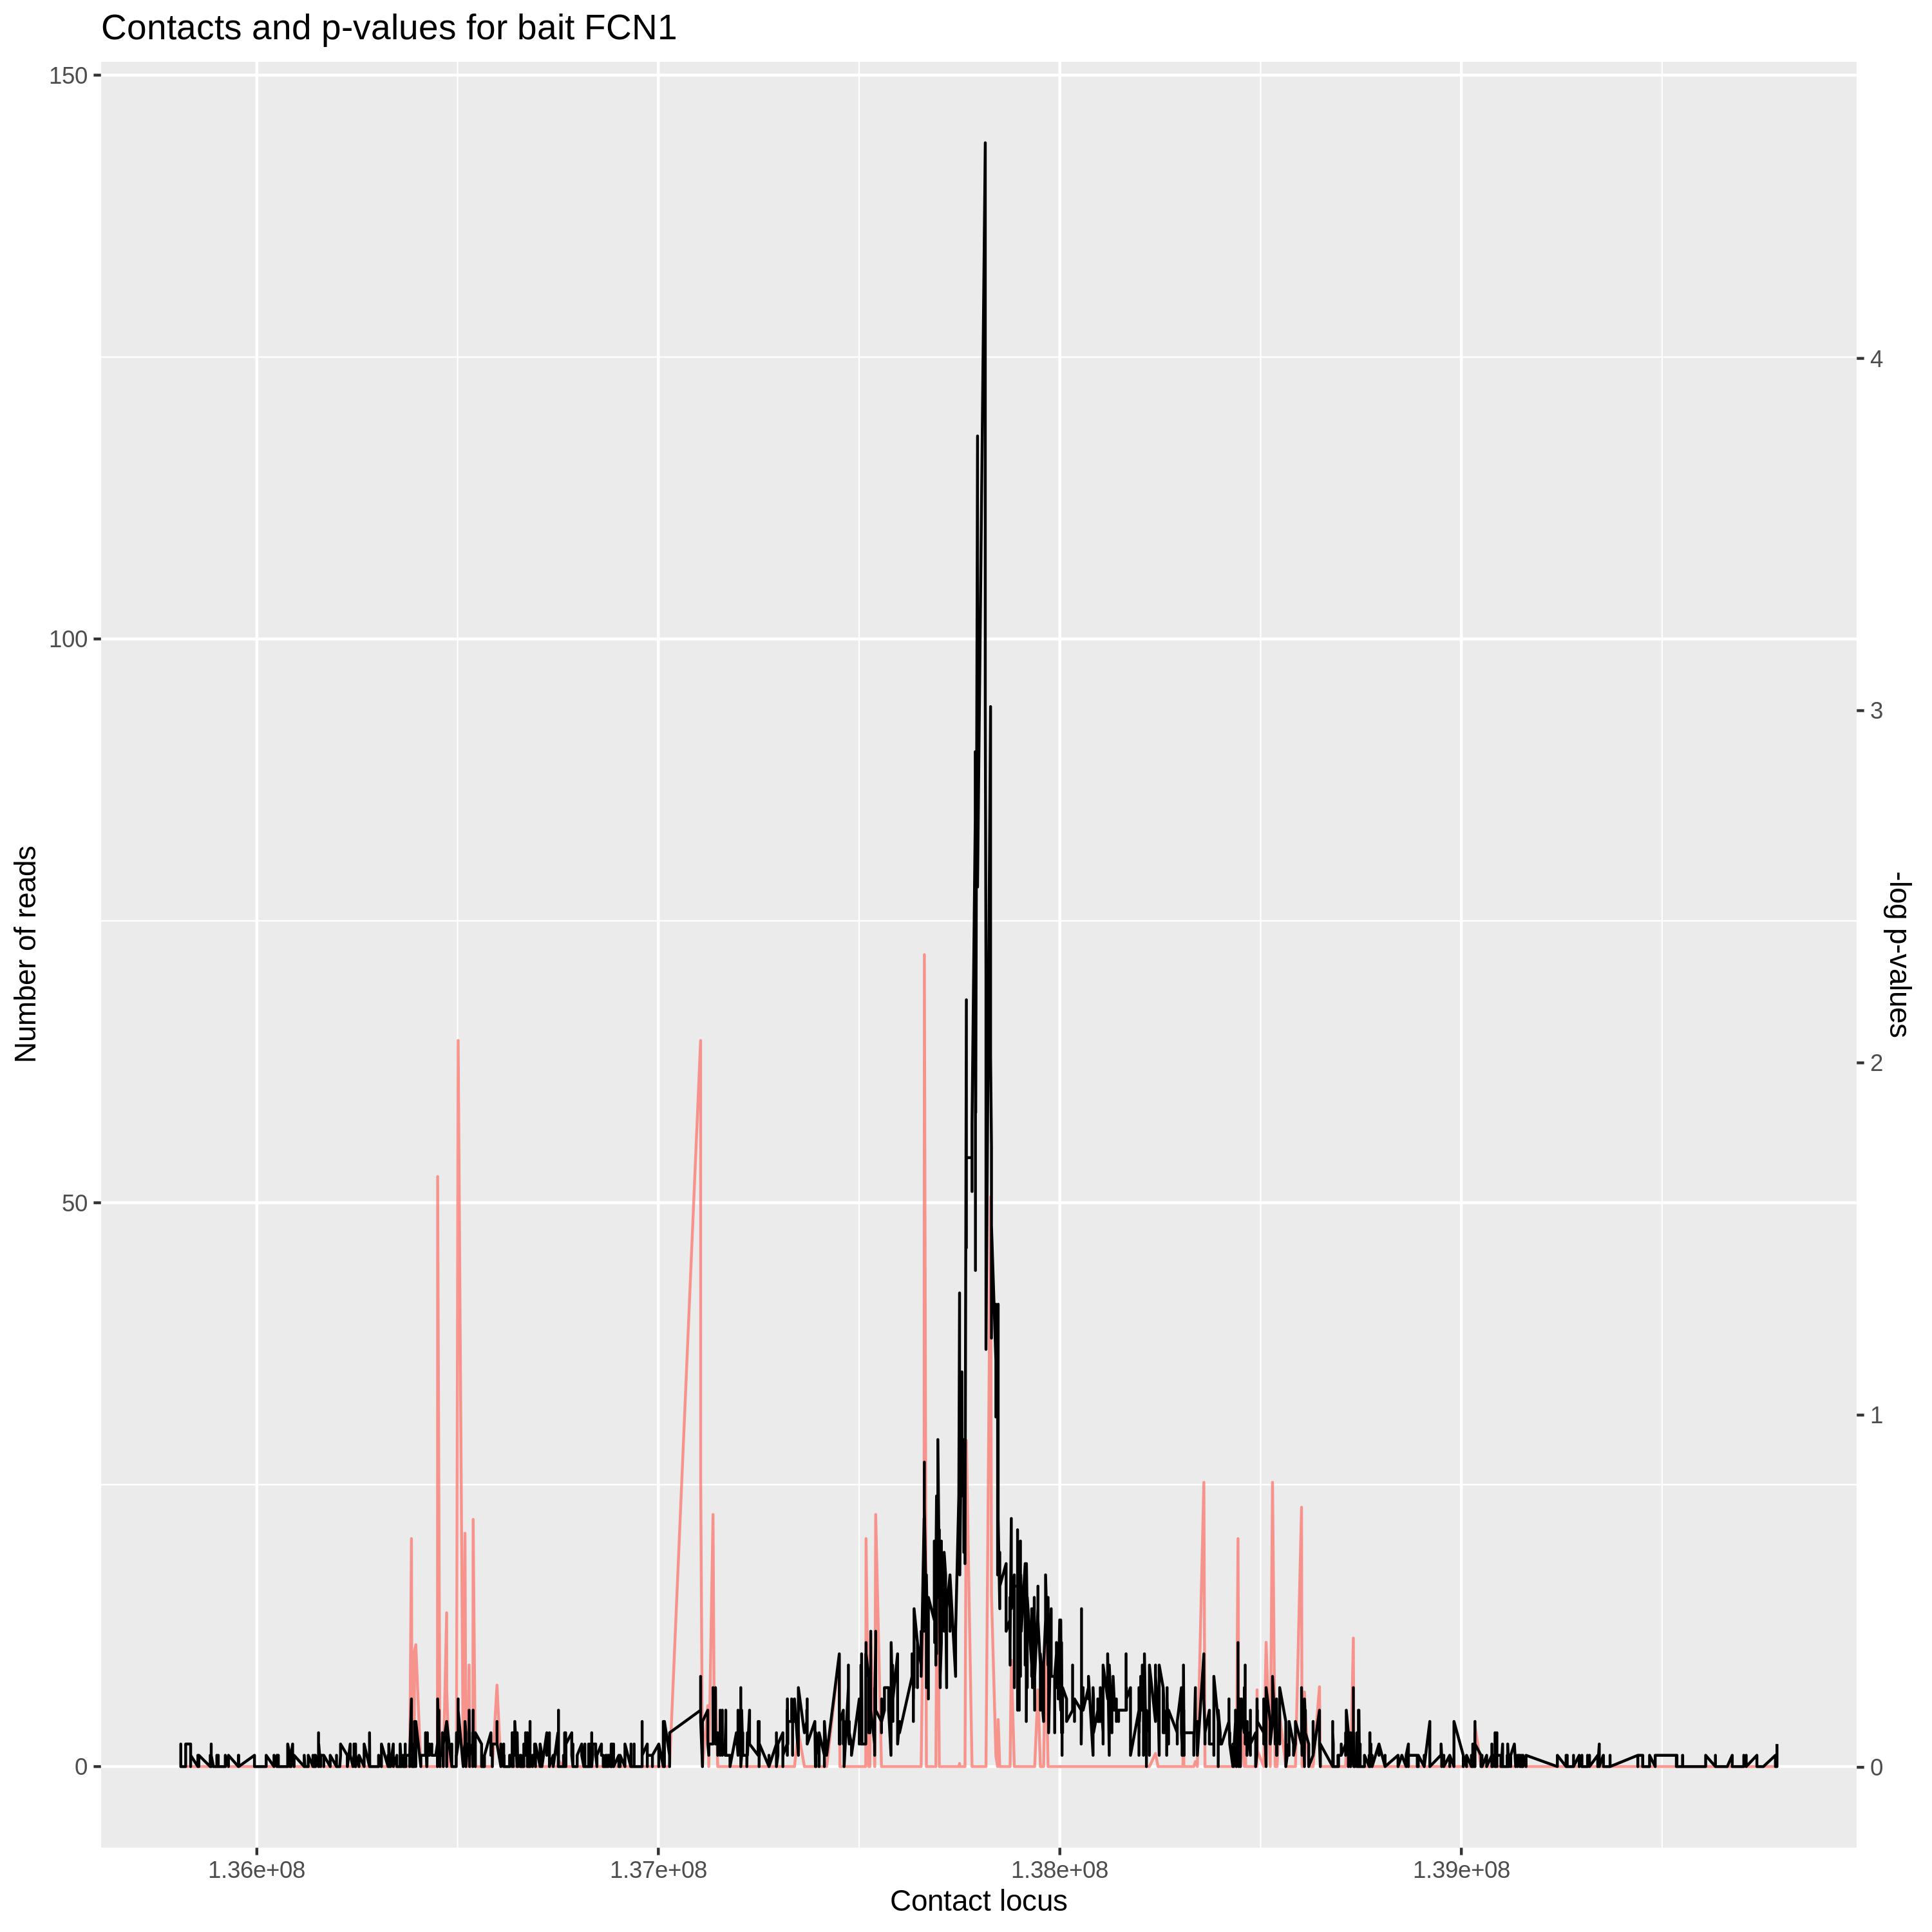 Contacts and p-values for bait FCN1
150
100
50
0
Number of reads
4
3
2
1
0
-log p-values
1.36e+08
1.37e+08
1.38e+08
1.39e+08
Contact locus